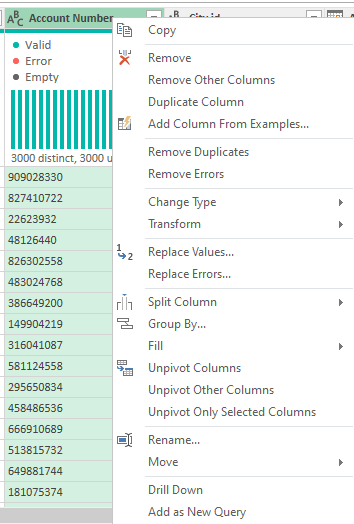 ABC Account Number City id
Valid
Error
Empty
3000 distinct, 3000 u
909028330
827410722
22623932
48126440
826302558
483024768
386649200
149904219
316041087
581124558
295650834
458486536
666910689
513815732
649881744
181075374
Copy
Remove
Remove Other Columns
Duplicate Column
Add Column From Examples...
Remove Duplicates
Remove Errors
Change Type
Transform
1 2 Replace Values...
Replace Errors...
Split Column
Group By...
Fill
Unpivot Columns
Unpivot Other Columns
Unpivot Only Selected Columns
Rename...
Move
Drill Down
Add as New Query